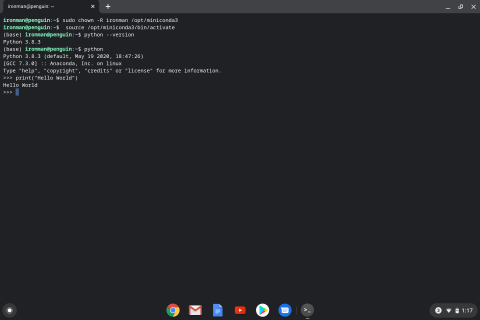 ironman@penguin: ~
ironman@penguin:~$ sudo chown -R ironman /opt/miniconda3
ironman@penguin:~$  source /opt/miniconda3/bin/activate
(base) ironman@penguin:~$ python --version
Python 3.8.3
(base) ironman@penguin:~$ python
Python 3.8.3 (default, May 19 2020, 18:47:26)
[GCC 7.3.0] :: Anaconda, Inc. on linux
Type "help", "copyright", "credits" or "license" for more information.
>>> print("Hello World")
Hello World
>>>
1:17